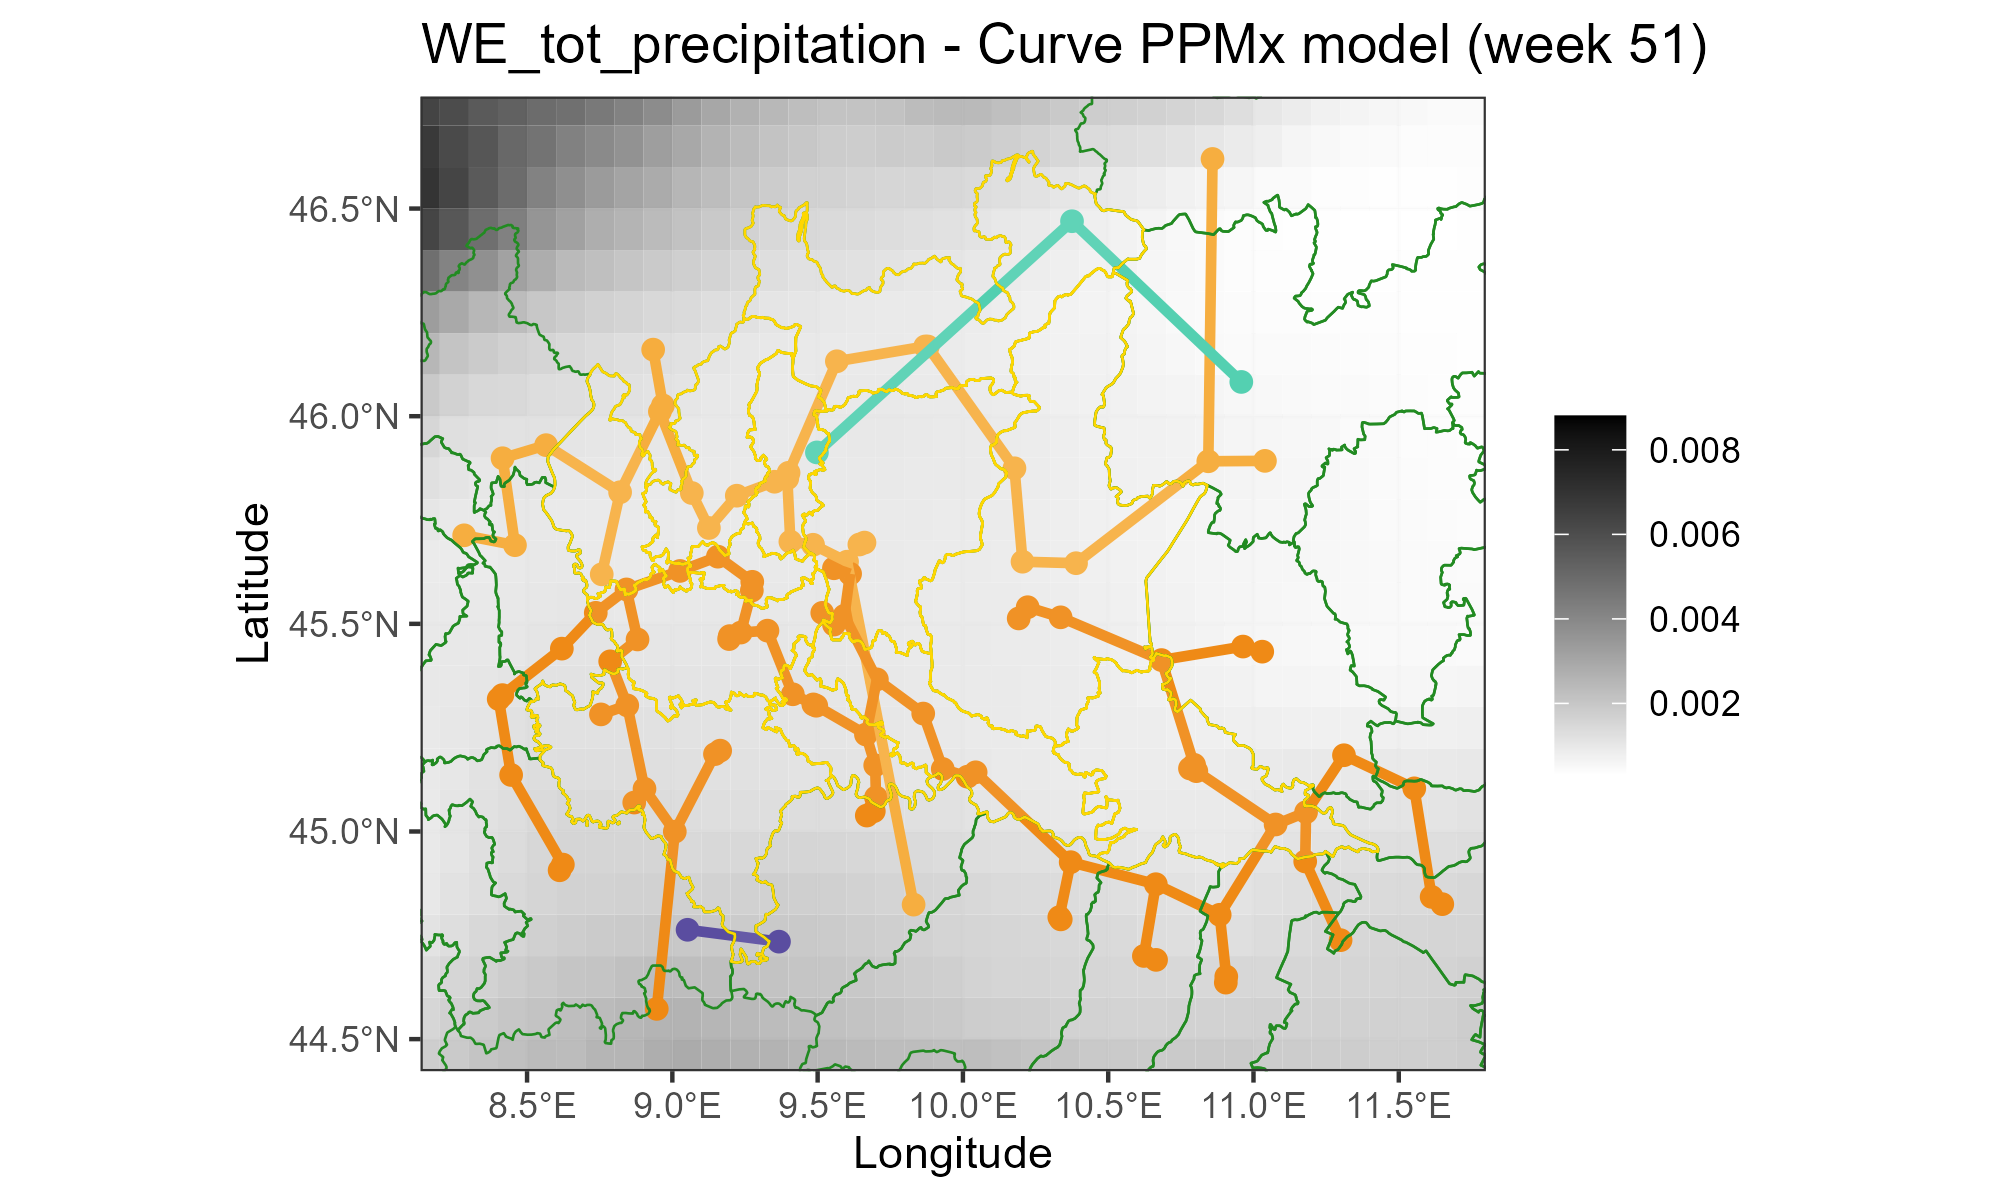 WE_tot_precipitation - Curve PPMx model (week 51)
46.5°N
46.0°N
45.5°N
45.0°N
44.5°N
Latitude
8.5°E 9.0°E 9.5°E 10.0°E 10.5°E 11.0°E 11.5°E
Longitude
0.008
0.006
0.004
0.002